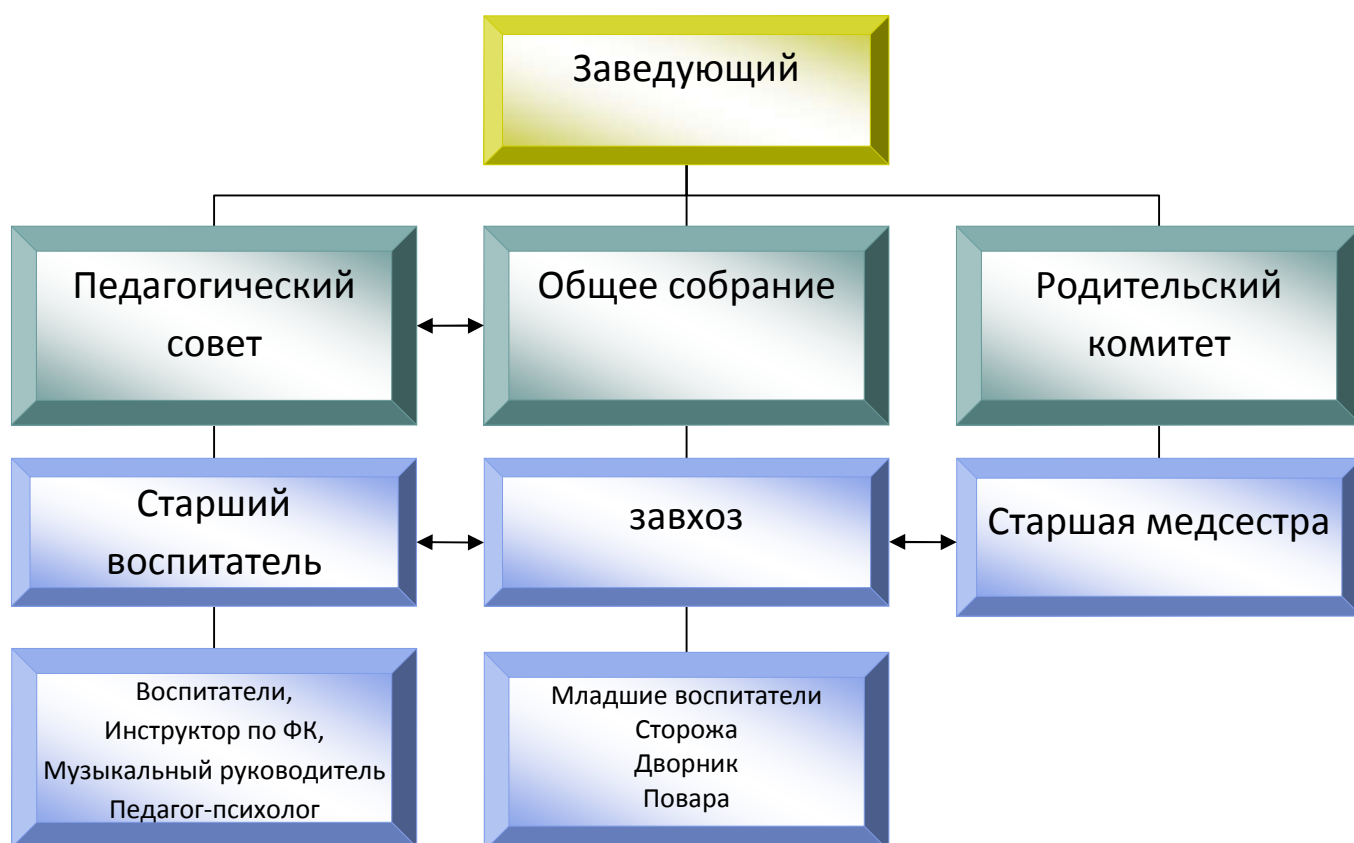 Заведующий
Педагогический
совет
Общее собрание
Родительский
комитет
Старший
воспитатель
завхоз
Старшая медсестра
Воспитатели,
Инструктор по ФК,
Музыкальный руководитель
Педагог-психолог
Младшие воспитатели
Сторожа
Дворник
Повара